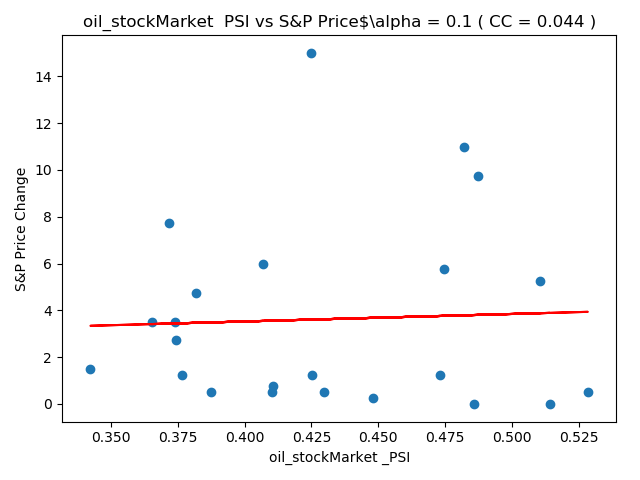 oil_stockMarket  PSI vs S&P Price$\alpha = 0.1 ( CC = 0.044 )
S&P Price Change
14
12
10
8
6
4
2
0
0.350 0.375 0.400 0.425 0.450 0.475 0.500 0.525
oil_stockMarket _PSI